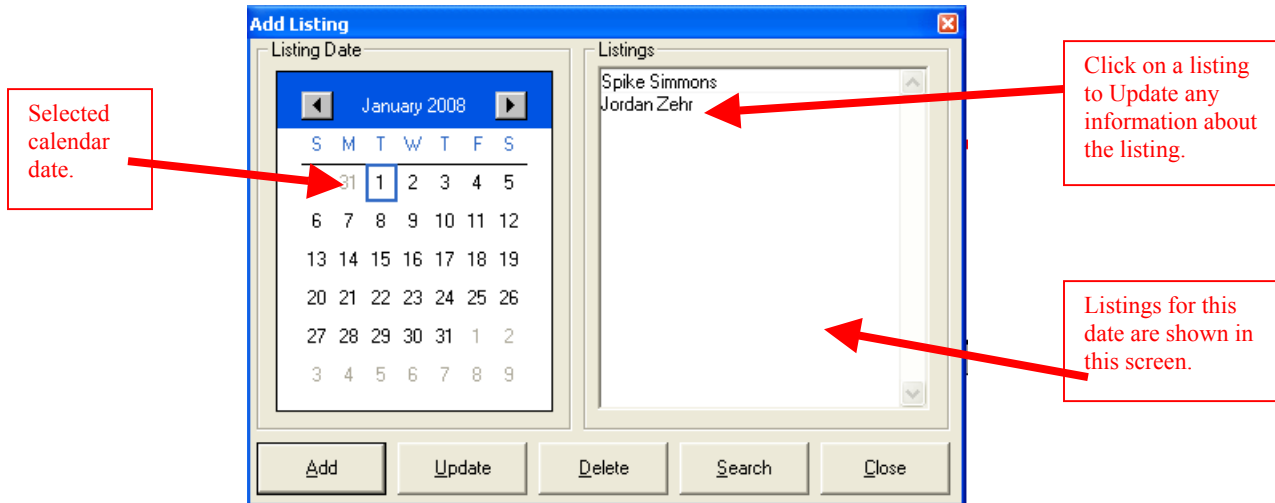 Add Listing
Listing Date
January 2008
S M T W T F S
31 1 2 3 4 5
6 7 8 9 10 11 12
13 14 15 16 17 18 19
20 21 22 23 24 25 26
27 28 29 30 31 1 2
3 4 5 6 7 8 9
Listings
Spike Simmons
Jordan Zehr
Add Update Delete Search Close
Selected
calendar
date.
Click on a listing
to Update any
information about
the listing.
Listings for this
date are shown in
this screen.